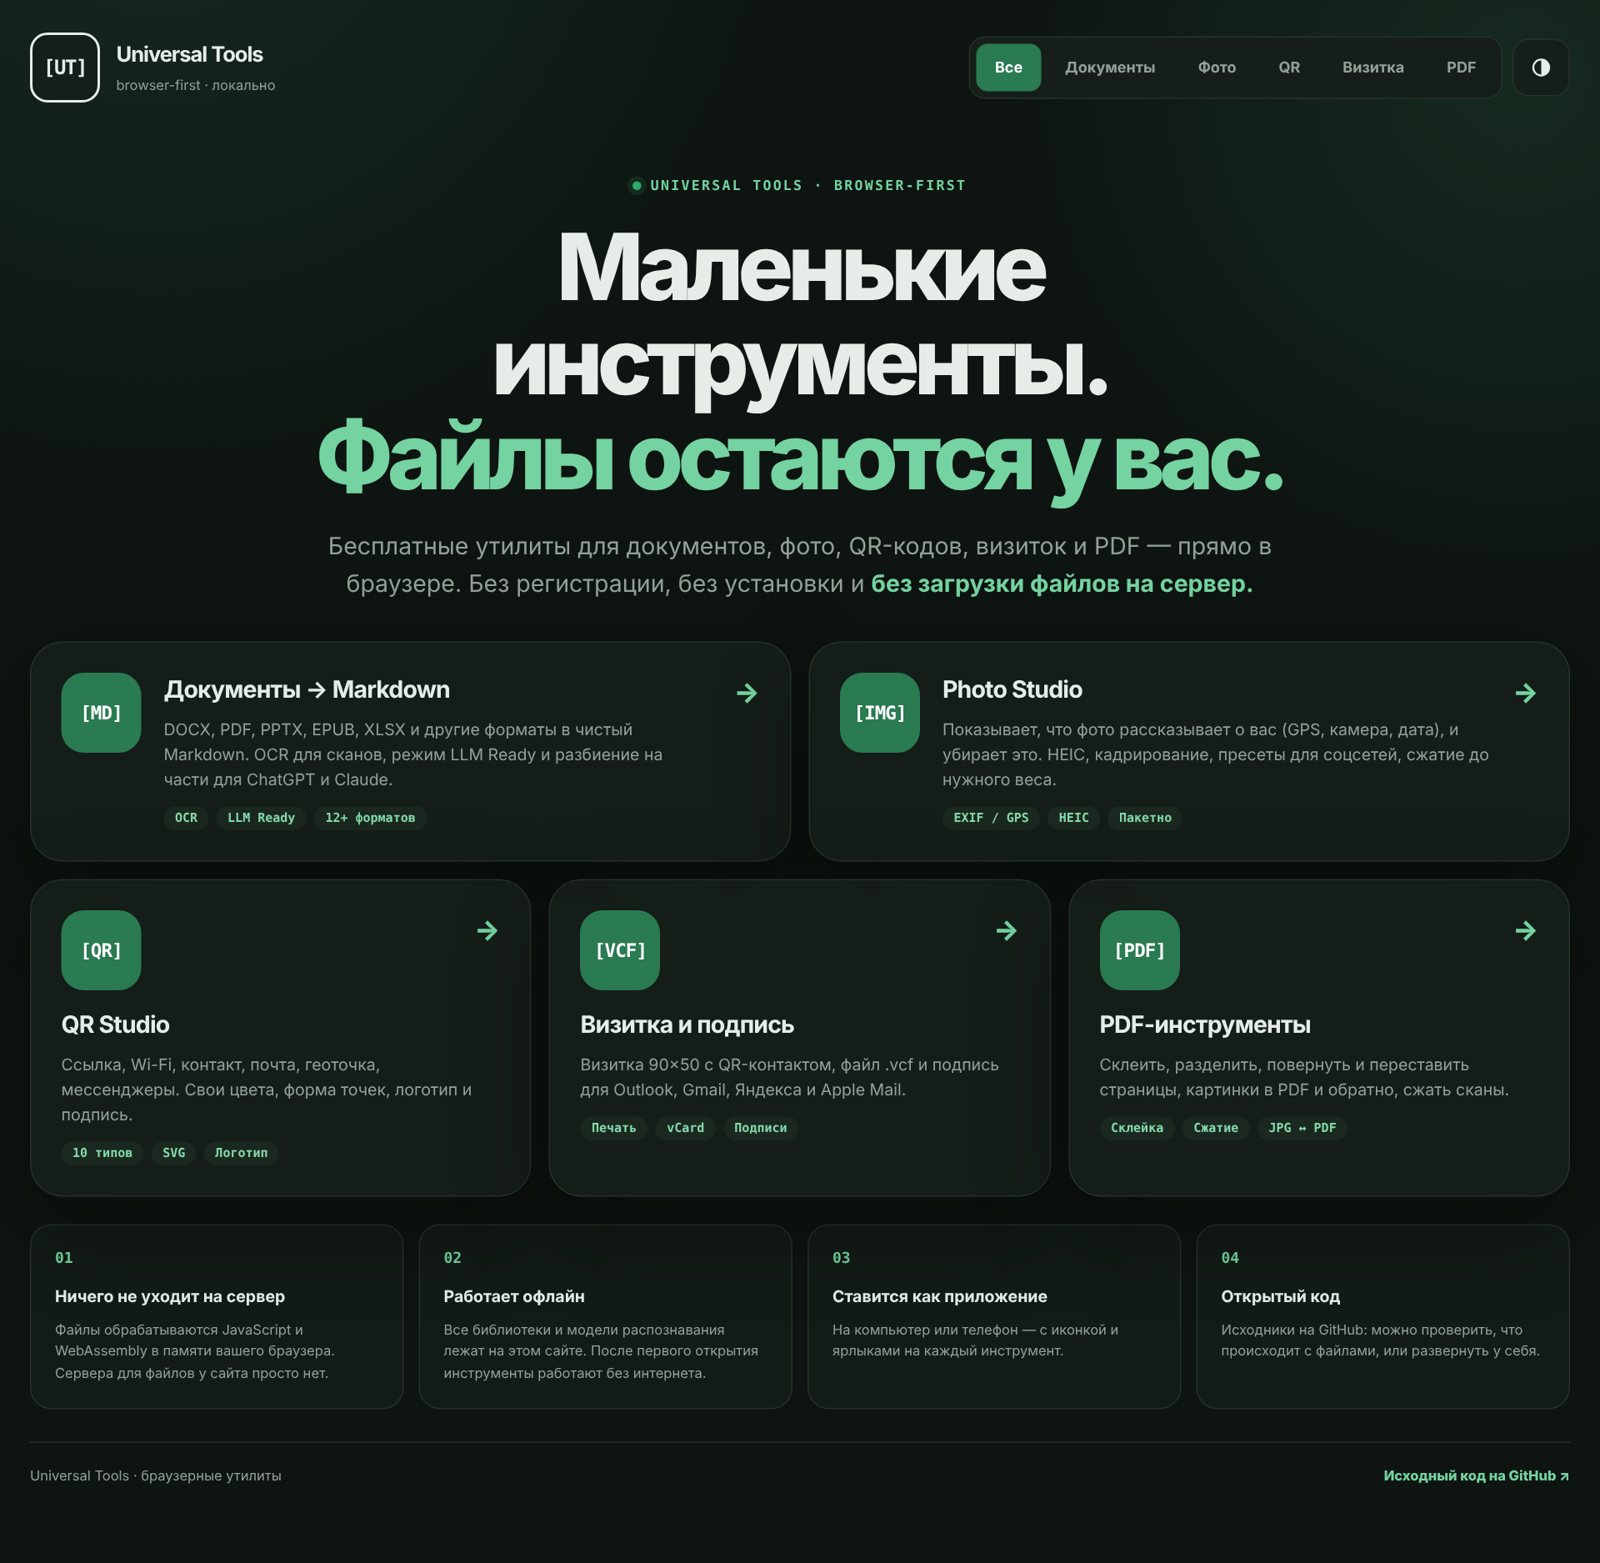 [UT]
Universal Tools
browser-first · локально
Все
Документы
Фото
QR
Визитка
PDF
UNIVERSAL TOOLS · BROWSER-FIRST
Маленькие
инструменты.
Файлы остаются у вас.
Бесплатные утилиты для документов, фото, QR-кодов, визиток и PDF — прямо в
браузере. Без регистрации, без установки и без загрузки файлов на сервер.
[MD]
Документы → Markdown
→
DOCX, PDF, PPTX, EPUB, XLSX и другие форматы в чистый
Markdown. OCR для сканов, режим LLM Ready и разбиение на
части для ChatGPT и Claude.
OCR
LLM Ready
12+ форматов
[IMG]
Photo Studio
→
Показывает, что фото рассказывает о вас (GPS, камера, дата), и
убирает это. HEIC, кадрирование, пресеты для соцсетей, сжатие до
нужного веса.
EXIF / GPS
HEIC
Пакетно
[QR]
→
QR Studio
Ссылка, Wi-Fi, контакт, почта, геоточка,
мессенджеры. Свои цвета, форма точек, логотип и
подпись.
10 типов
SVG
Логотип
[VCF]
→
Визитка и подпись
Визитка 90×50 с QR-контактом, файл .vcf и подпись
для Outlook, Gmail, Яндекса и Apple Mail.
Печать
vCard
Подписи
[PDF]
→
PDF-инструменты
Склеить, разделить, повернуть и переставить
страницы, картинки в PDF и обратно, сжать сканы.
Склейка
Сжатие
JPG ↔ PDF
01
Ничего не уходит на сервер
Файлы обрабатываются JavaScript и
WebAssembly в памяти вашего браузера.
Сервера для файлов у сайта просто нет.
02
Работает офлайн
Все библиотеки и модели распознавания
лежат на этом сайте. После первого открытия
инструменты работают без интернета.
03
Ставится как приложение
На компьютер или телефон — с иконкой и
ярлыками на каждый инструмент.
04
Открытый код
Исходники на GitHub: можно проверить, что
происходит с файлами, или развернуть у себя.
Universal Tools · браузерные утилиты
Исходный код на GitHub ↗